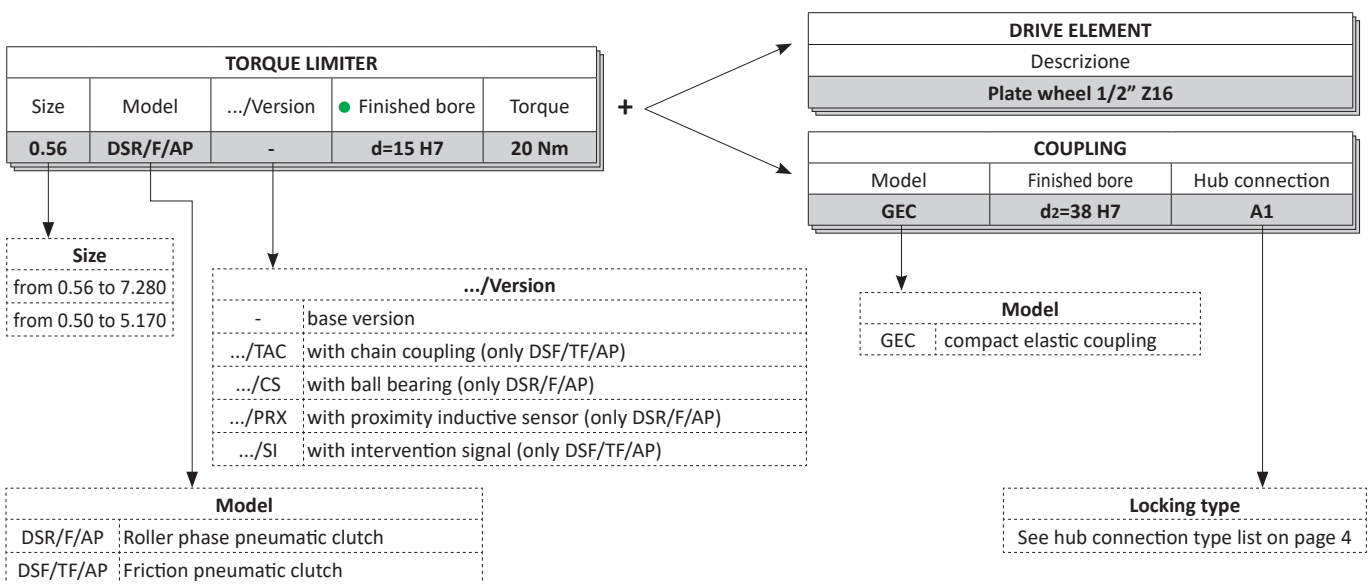 TORQUE LIMITER
Size Model .../Version Finished bore Torque
0.56 DSR/F/AP - d=15 H7 20 Nm
+
DRIVE ELEMENT
Descrizione
Plate wheel 1/2” Z16
COUPLING
Model Finished bore Hub connection
GEC d2=38 H7 A1
Size
from 0.56 to 7.280
from 0.50 to 5.170
.../Version
- base version
.../TAC with chain coupling (only DSF/TF/AP)
.../CS with ball bearing (only DSR/F/AP)
.../PRX with proximity inductive sensor (only DSR/F/AP)
.../SI with intervention signal (only DSF/TF/AP)
Model
GEC compact elastic coupling
Model
DSR/F/AP Roller phase pneumatic clutch
DSF/TF/AP Friction pneumatic clutch
Locking type
See hub connection type list on page 4